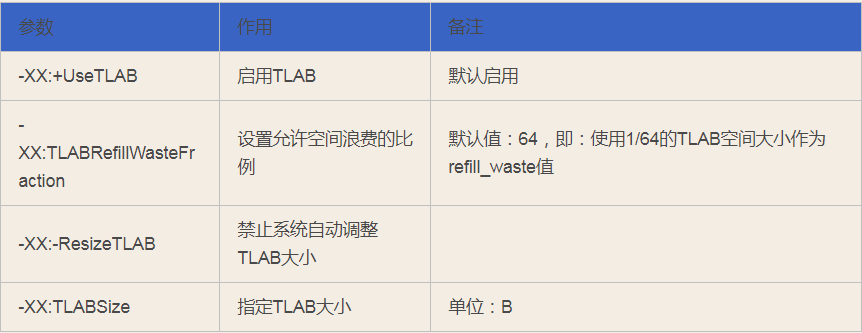 参数
作用
备注
-XX:+UseTLAB
启用TLAB
默认启用
-
XX:TLABRefillWasteFr
action
设置允许空间浪费的比
例
默认值：64，即：使用1/64的TLAB空间大小作为
refill_waste值
-XX:-ResizeTLAB
禁止系统自动调整
TLAB大小
-XX:TLABSize
指定TLAB大小
单位：B